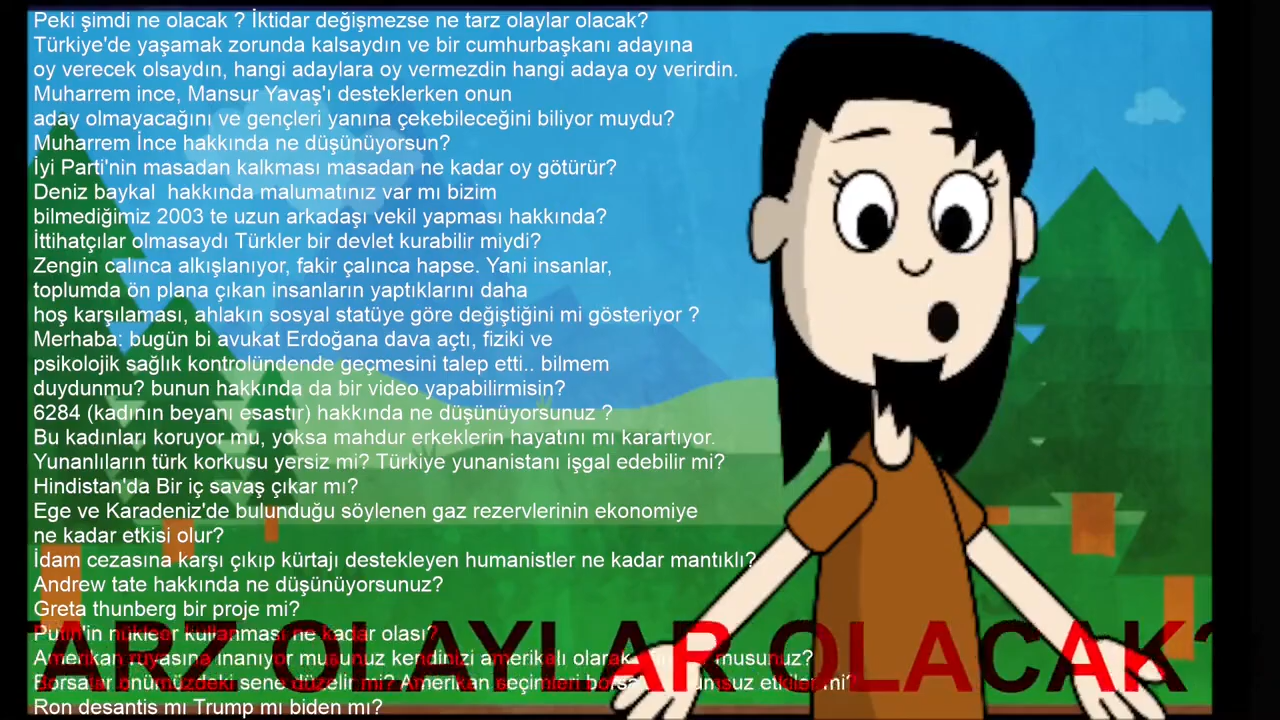 Peki şimdi ne olacak ? İktidar değişmezse ne tarz olaylar olacak?
Türkiye'de yaşamak zorunda kalsaydın ve bir cumhurbaşkanı adayına
oy verecek olsaydın, hangi adaylara oy vermezdin hangi adaya oy verirdin.
Muharrem ince, Mansur Yavaş'ı desteklerken onun
aday olmayacağını ve gençleri yanına çekebileceğini biliyor muydu?
Muharrem İnce hakkında ne düşünüyorsun?
İyi Parti'nin masadan kalkması masadan ne kadar oy götürür?
Deniz baykal hakkında malumatınız var mı bizim
bilmediğimiz 2003 te uzun arkadaşı vekil yapması hakkında?
İttihatçılar olmasaydı Türkler bir devlet kurabilir miydi?
Zengin calınca alkışlanıyor, fakir çalınca hapse. Yani insanlar,
toplumda ön plana çıkan insanların yaptıklarını daha
hoş karşılaması, ahlakın sosyal statüye göre değiştiğini mi gösteriyor ?
Merhaba: bugün bi avukat Erdoğana dava açtı, fiziki ve
psikolojik sağlık kontrolündende geçmesini talep etti.. bilmem
duydunmu? bunun hakkında da bir video yapabilirmisin?
6284 (kadının beyanı esastır) hakkında ne düşünüyorsunuz ?
Bu kadınları koruyor mu, yoksa mahdur erkeklerin hayatını mı karartıyor.
Yunanlıların türk korkusu yersiz mi? Türkiye yunanistanı işgal edebilir mi?
Hindistan'da Bir iç savaş çıkar mı?
Ege ve Karadeniz'de bulunduğu söylenen gaz rezervlerinin ekonomiye
ne kadar etkisi olur?
İdam cezasına karşı çıkıp kürtajı destekleyen humanistler ne kadar mantıklı?
Andrew tate hakkında ne düşünüyorsunuz?
Greta thunberg bir proje mi?
Putin'in nükleer kullanması ne kadar olası?
TARZ OLAYLAR OLACAK?
Amerikan rüyasına inanıyor musunuz kendinizi amerikalı olarak musunuz?
Borsalar önümüzdeki sene düzelir mi? Amerikan seçimleri etkiler mi?
Ron desantis mı Trump mı biden mı?